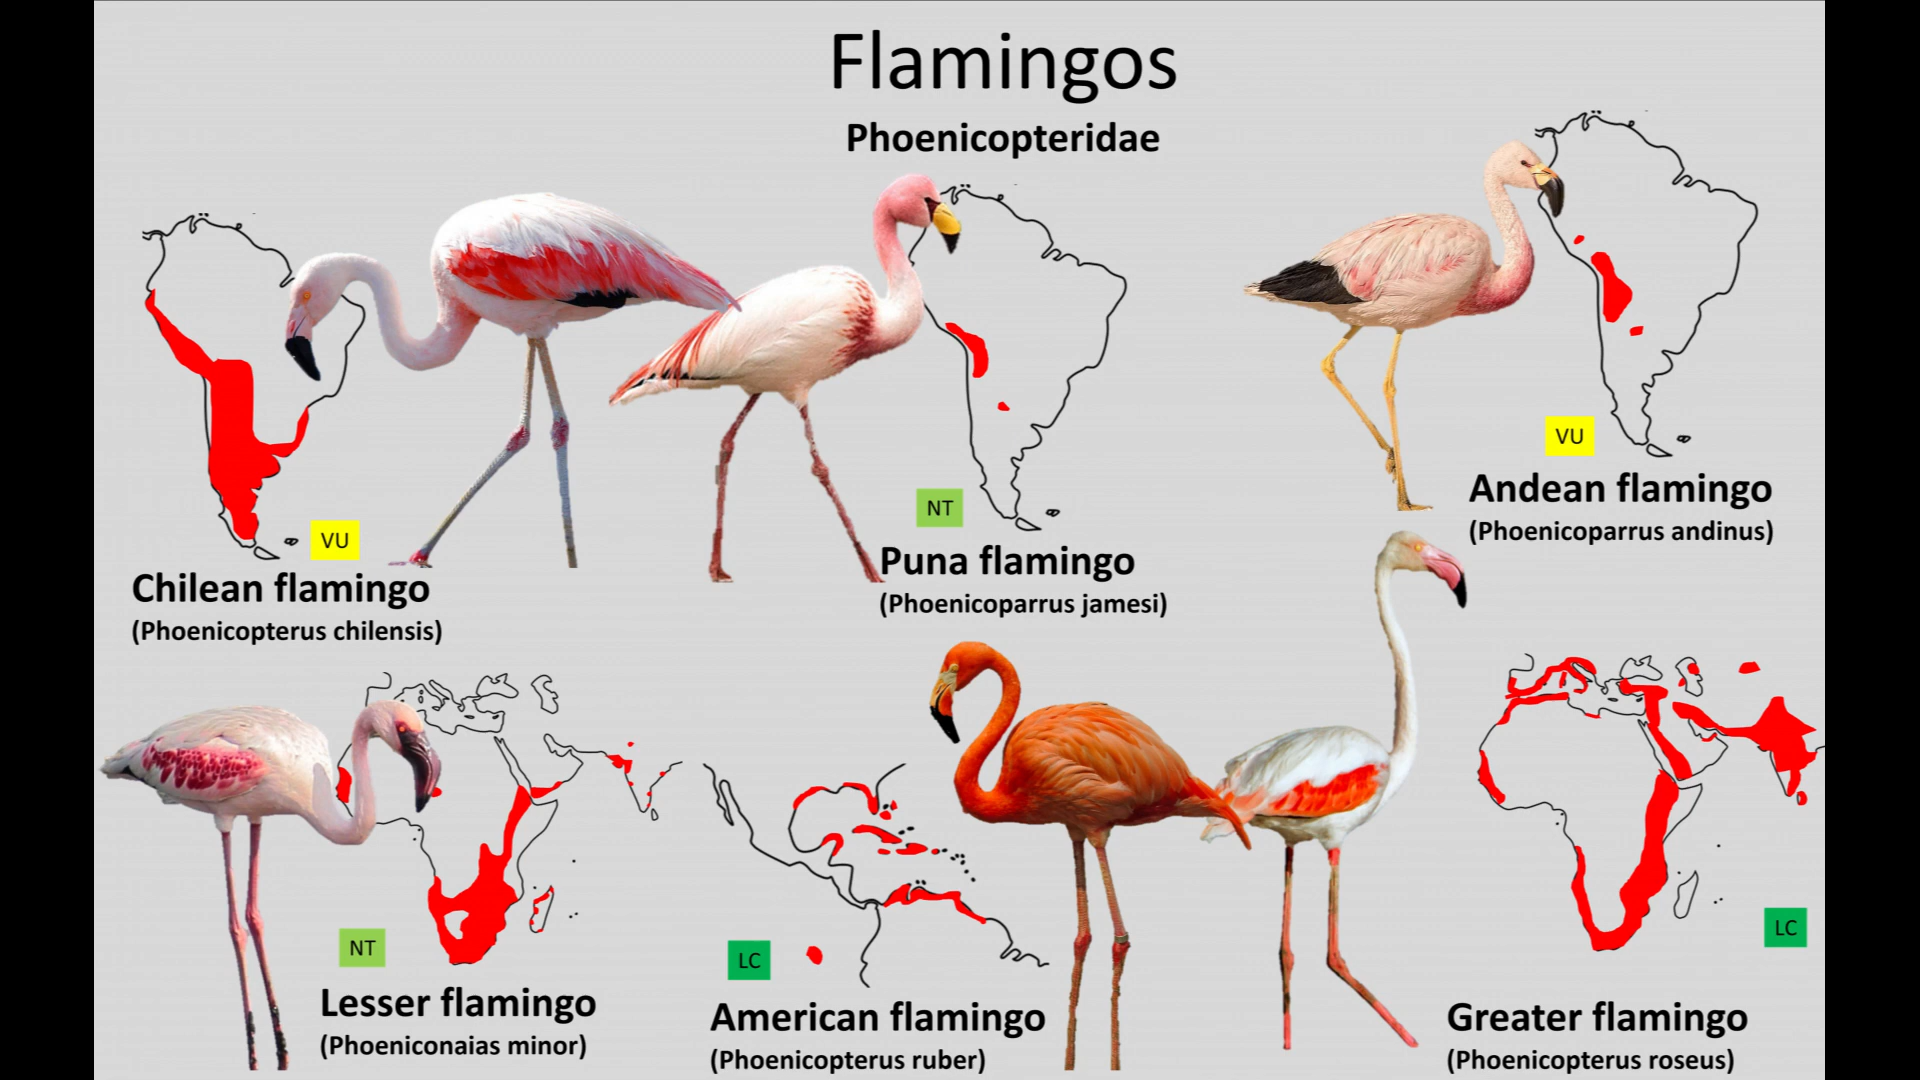 Flamingos
Phoenicopteridae
VU
Chilean flamingo
(Phoenicopterus chilensis)
NT
Puna flamingo
(Phoenicoparrus jamesi)
VU
Andean flamingo
(Phoenicoparrus andinus)
NT
Lesser flamingo
(Phoeniconaias minor)
LC
American flamingo
(Phoenicopterus ruber)
LC
Greater flamingo
(Phoenicopterus roseus)